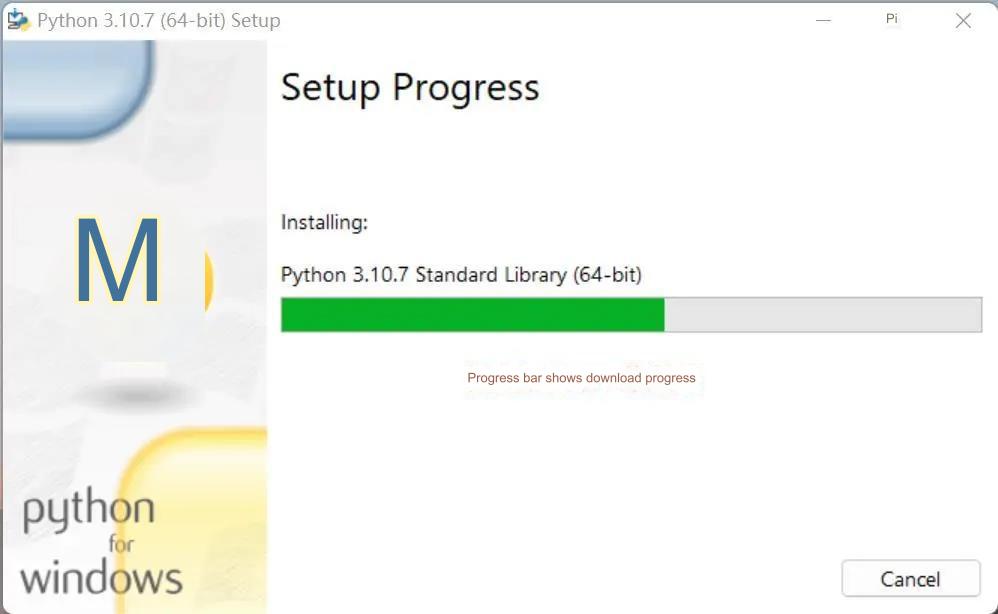 Python 3.10.7 (64-bit) Setup
Pi
Setup Progress
Installing:
Python 3.10.7 Standard Library (64-bit)
Progress bar shows download progress
M
python
for
windows
Cancel